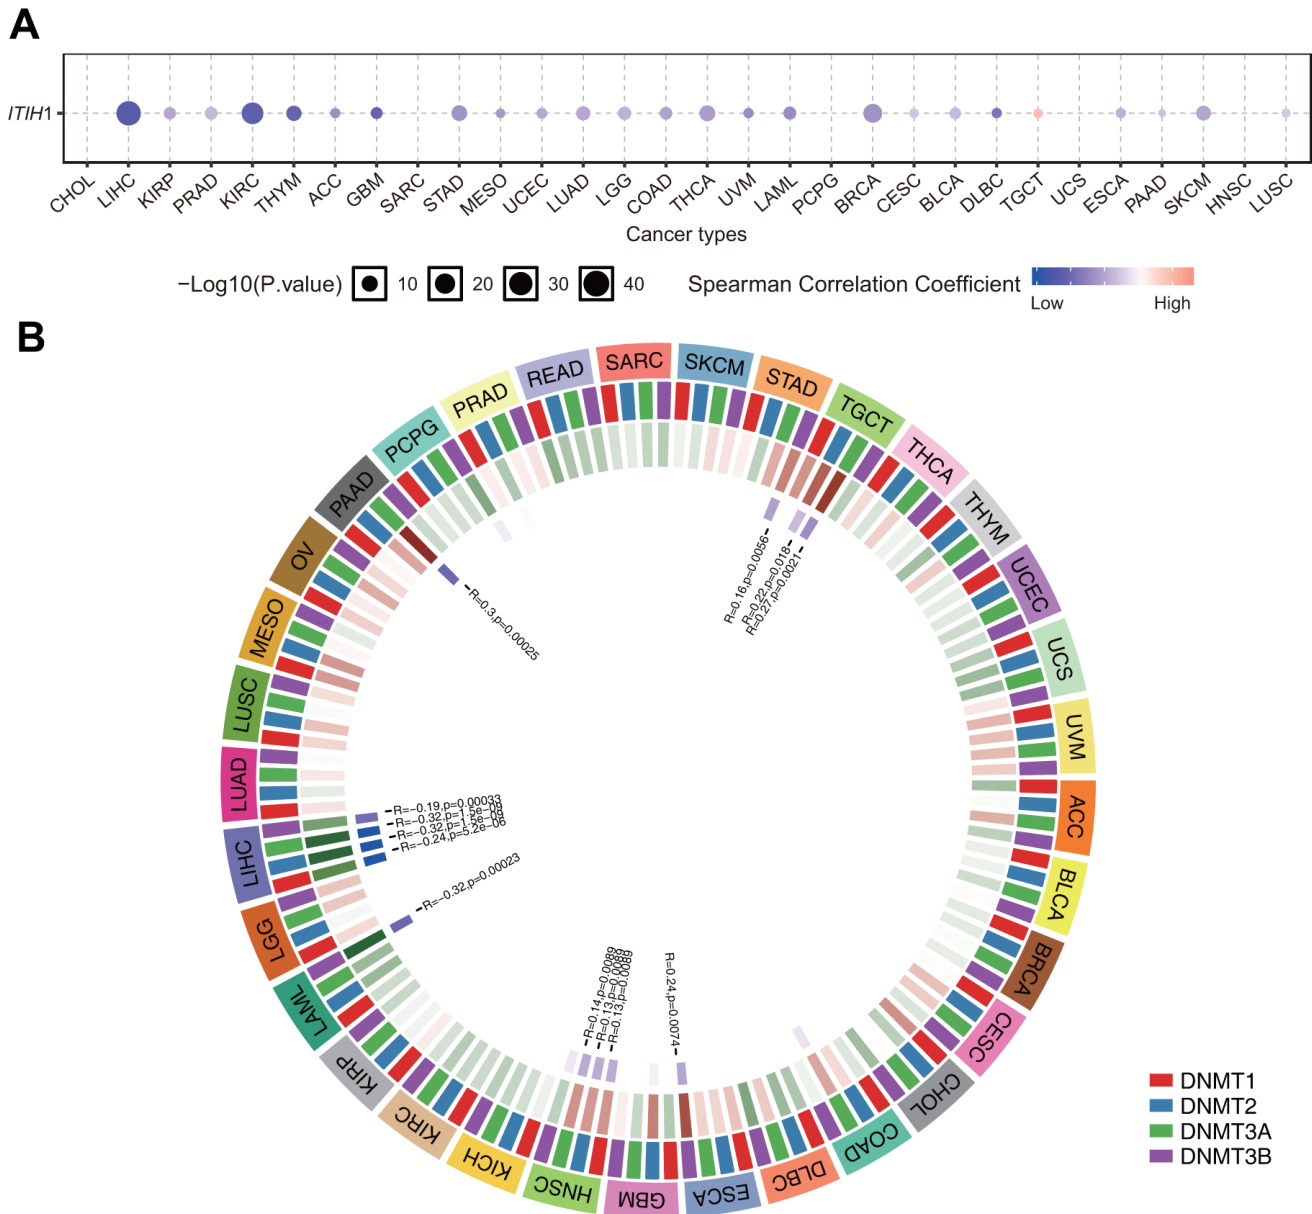 A
ITIH1
CHOL LIHC KIRP PRAD KIRC THYM ACC GBM SARC STAD MESO UCEC LUAD LGG COAD THCA UVM LAML PCPG BRCA CESC BLCA DLBC TGCT UCS ESCA PAAD SKCM HNSC LUSC
Cancer types
−Log10(P.value) 10 20 30 40 Spearman Correlation Coefficient
Low High
B
SARC
SKCM
STAD
TGCT
THCA
THYM
UCEC
UCS
UVM
ACC
BLCA
BRCA
CESC
CHOL
COAD
DLBC
ESCA
GBM
HNSC
KICH
KIRC
KIRP
LAML
LGG
LIHC
LUAD
LUSC
MESO
OV
PAAD
PCPG
PRAD
READ
R=0.16,p=0.0056
R=0.22,p=0.018
R=0.27,p=0.0021
R=0.3,p=0.00025
R=−0.19,p=0.00033
R=−0.32,p=1.5e−09
R=−0.32,p=1.5e−09
R=−0.24,p=5.2e−06
R=−0.32,p=0.00023
R=0.14,p=0.0089
R=0.13,p=0.0089
R=0.13,p=0.0089
R=0.24,p=0.0074
DNMT1
DNMT2
DNMT3A
DNMT3B